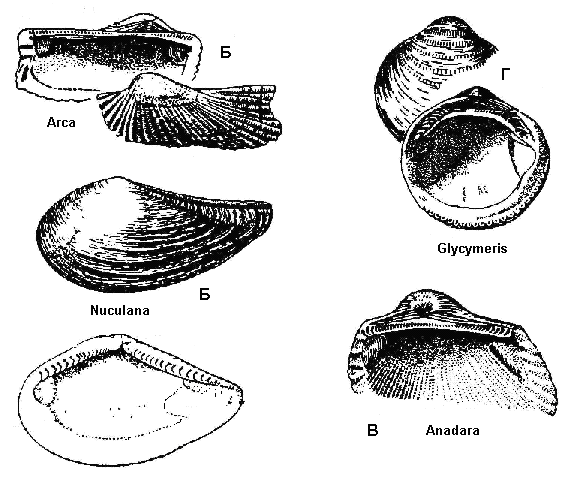 Б
Arca
Г
Glycymeris
Nuculana
Б
В
Anadara